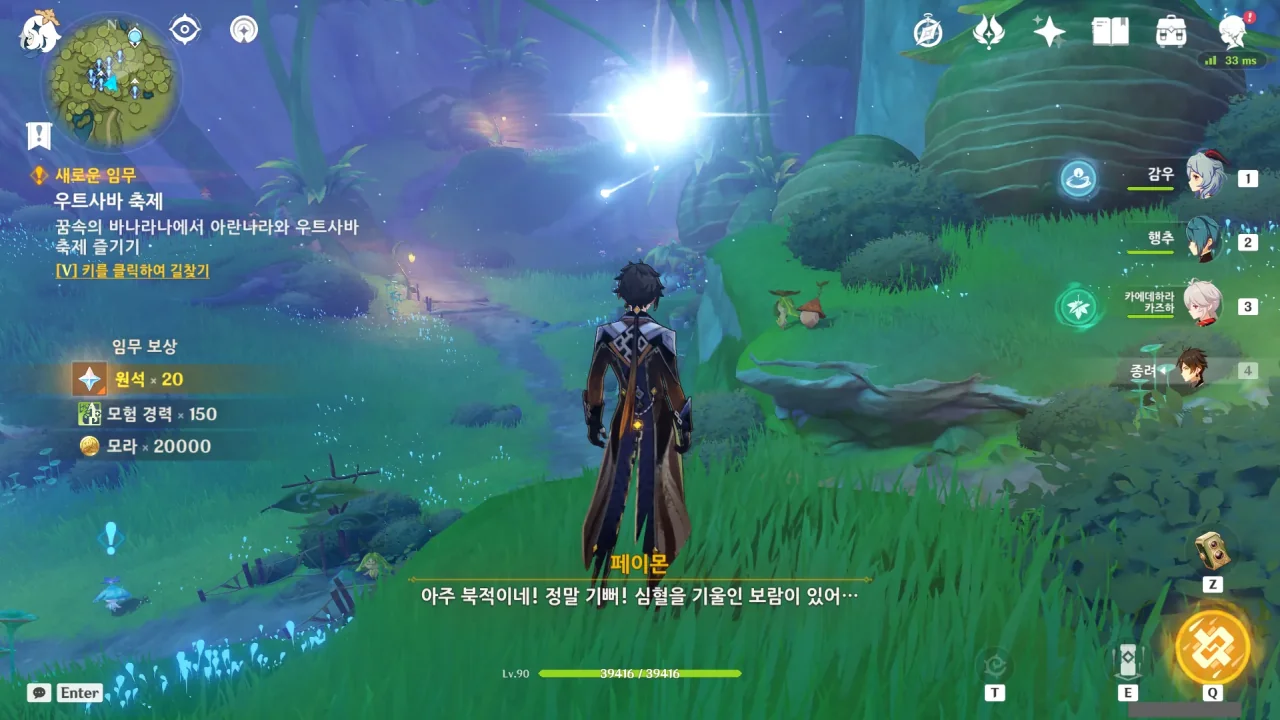 N
33 ms
새로운 임무
우트사바 축제
꿈속의 바나라나에서 아란나라와 우트사바
축제 즐기기
[V] 키를 클릭하여 길찾기
임무 보상
원석 × 20
모험 경력 × 150
모라 × 20000
감우
1
행추
2
카에데하라
카즈하
3
종려
4
페이몬
아주 북적이네! 정말 기뻐! 심혈을 기울인 보람이 있어…
Lv.90
39416 / 39416
Enter
Z
T
E
Q